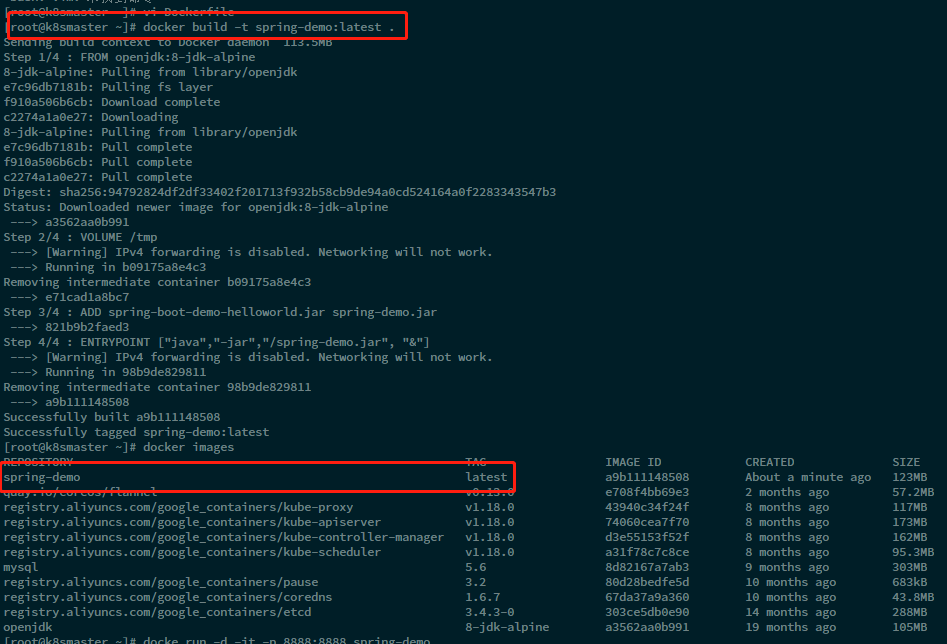 [root@k8smaster ~]# vi Dockerfile
[root@k8smaster ~]# docker build -t spring-demo:latest .
Sending build context to Docker daemon  113.5MB
Step 1/4 : FROM openjdk:8-jdk-alpine
8-jdk-alpine: Pulling from library/openjdk
e7c96db7181b: Pulling fs layer
f910a506b6cb: Download complete
c2274a1a0e27: Downloading
8-jdk-alpine: Pulling from library/openjdk
e7c96db7181b: Pull complete
f910a506b6cb: Pull complete
c2274a1a0e27: Pull complete
Digest: sha256:94792824df2df33402f201713f932b58cb9de94a0cd524164a0f2283343547b3
Status: Downloaded newer image for openjdk:8-jdk-alpine
 ---> a3562aa0b991
Step 2/4 : VOLUME /tmp
 ---> [Warning] IPv4 forwarding is disabled. Networking will not work.
 ---> Running in b09175a8e4c3
Removing intermediate container b09175a8e4c3
 ---> e71cad1a8bc7
Step 3/4 : ADD spring-boot-demo-helloworld.jar spring-demo.jar
 ---> 821b9b2faed3
Step 4/4 : ENTRYPOINT ["java","-jar","/spring-demo.jar", "&"]
 ---> [Warning] IPv4 forwarding is disabled. Networking will not work.
 ---> Running in 98b9de829811
Removing intermediate container 98b9de829811
 ---> a9b111148508
Successfully built a9b111148508
Successfully tagged spring-demo:latest
[root@k8smaster ~]# docker images
REPOSITORY TAG IMAGE ID CREATED SIZE
spring-demo latest a9b111148508 About a minute ago 123MB
quay.io/coreos/flannel v0.13.0 e708f4bb69e3 2 months ago 57.2MB
registry.aliyuncs.com/google_containers/kube-proxy v1.18.0 43940c34f24f 8 months ago 117MB
registry.aliyuncs.com/google_containers/kube-apiserver v1.18.0 74060cea7f70 8 months ago 173MB
registry.aliyuncs.com/google_containers/kube-controller-manager v1.18.0 d3e55153f52f 8 months ago 162MB
registry.aliyuncs.com/google_containers/kube-scheduler v1.18.0 a31f78c7c8ce 8 months ago 95.3MB
mysql 5.6 8d82167a7ab3 9 months ago 303MB
registry.aliyuncs.com/google_containers/pause 3.2 80d28bedfe5d 10 months ago 683kB
registry.aliyuncs.com/google_containers/coredns 1.6.7 67da37a9a360 10 months ago 43.8MB
registry.aliyuncs.com/google_containers/etcd 3.4.3-0 303ce5db0e90 14 months ago 288MB
openjdk 8-jdk-alpine a3562aa0b991 19 months ago 105MB
[root@k8smaster ~]# docker run -d -it -p 8888:8888 spring-demo